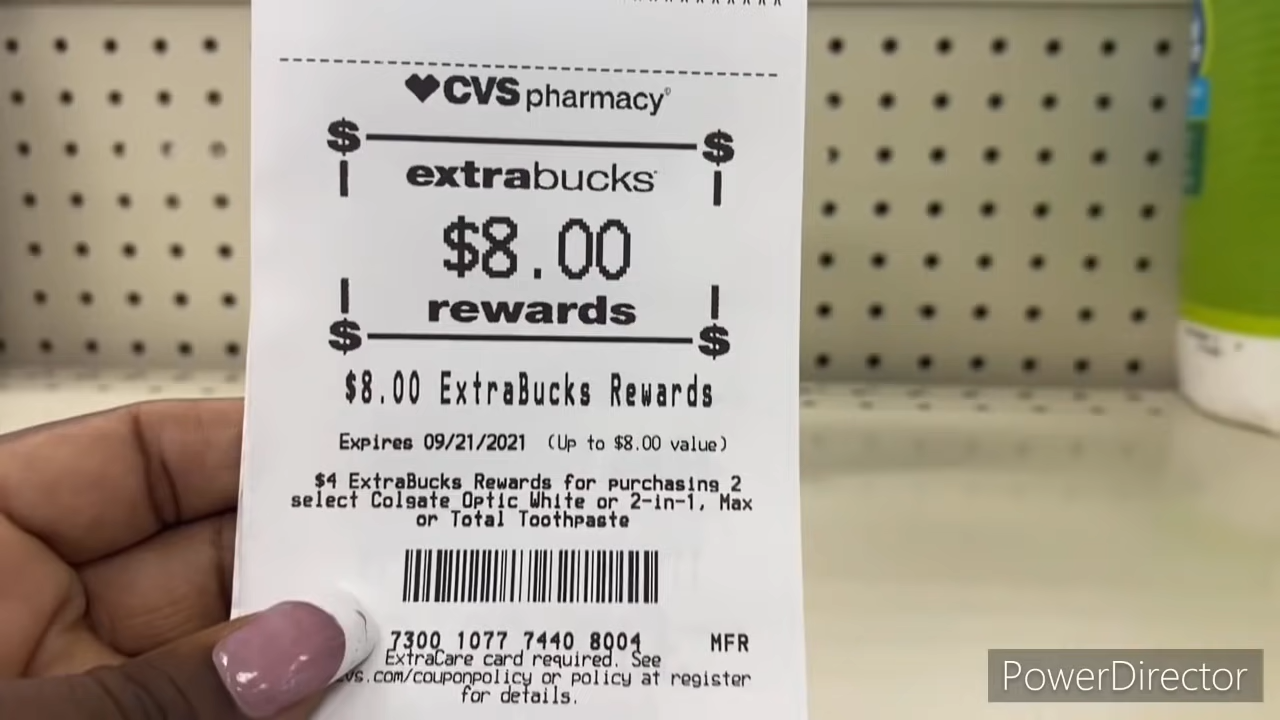 CVS pharmacy®
$ $
extrabucks
$8.00
rewards
$ $
$8.00 ExtraBucks Rewards
Expires 09/21/2021 (Up to $8.00 value)
$4 ExtraBucks Rewards for purchasing 2
select Colgate Optic White or 2-in-1, Max
or Total Toothpaste
7300 1077 7440 8004 MFR
ExtraCare card required. See
vs.com/couponpolicy or policy at register
for details.
PowerDirector